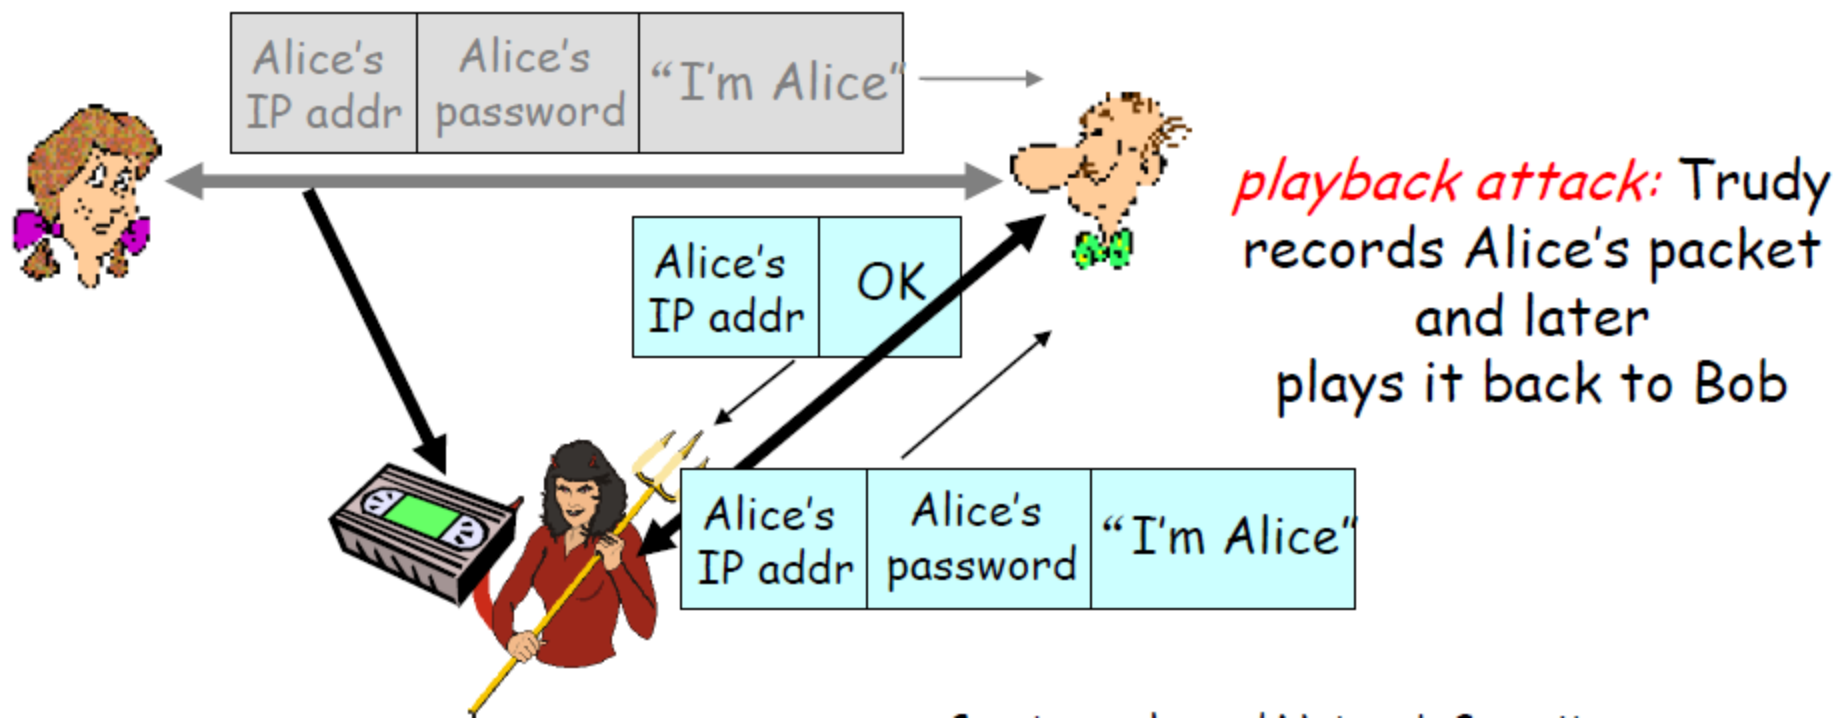 Alice's
IP addr
Alice's
password
“I'm Alice”
playback attack: Trudy
records Alice's packet
and later
plays it back to Bob
Alice's
IP addr
OK
Alice's
IP addr
Alice's
password
“I'm Alice”